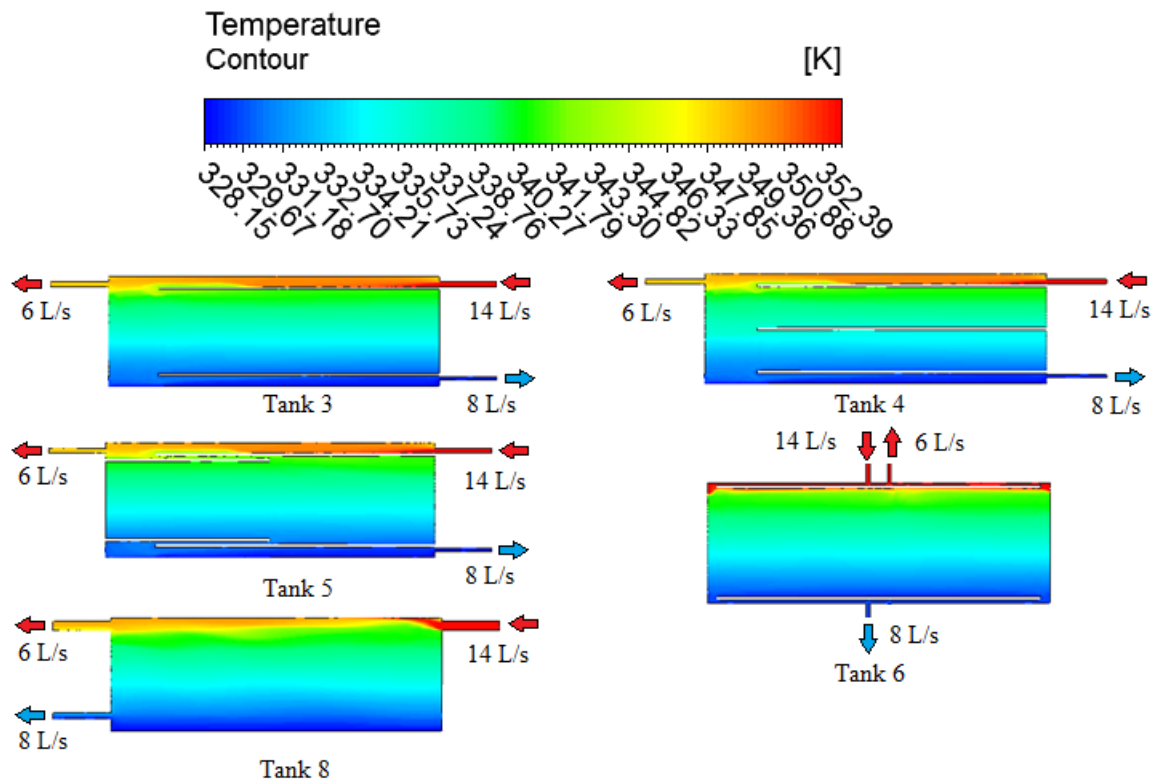 Temperature
Contour [K]
328.15 329.67 331.18 332.70 334.21 335.73 337.24 338.76 340.27 341.79 343.30 344.82 346.33 347.85 349.36 350.88 352.39
6 L/s 14 L/s
Tank 3 8 L/s
6 L/s 14 L/s
Tank 4 8 L/s
6 L/s 14 L/s
Tank 5 8 L/s
14 L/s 6 L/s
8 L/s
Tank 6
6 L/s 14 L/s
8 L/s
Tank 8